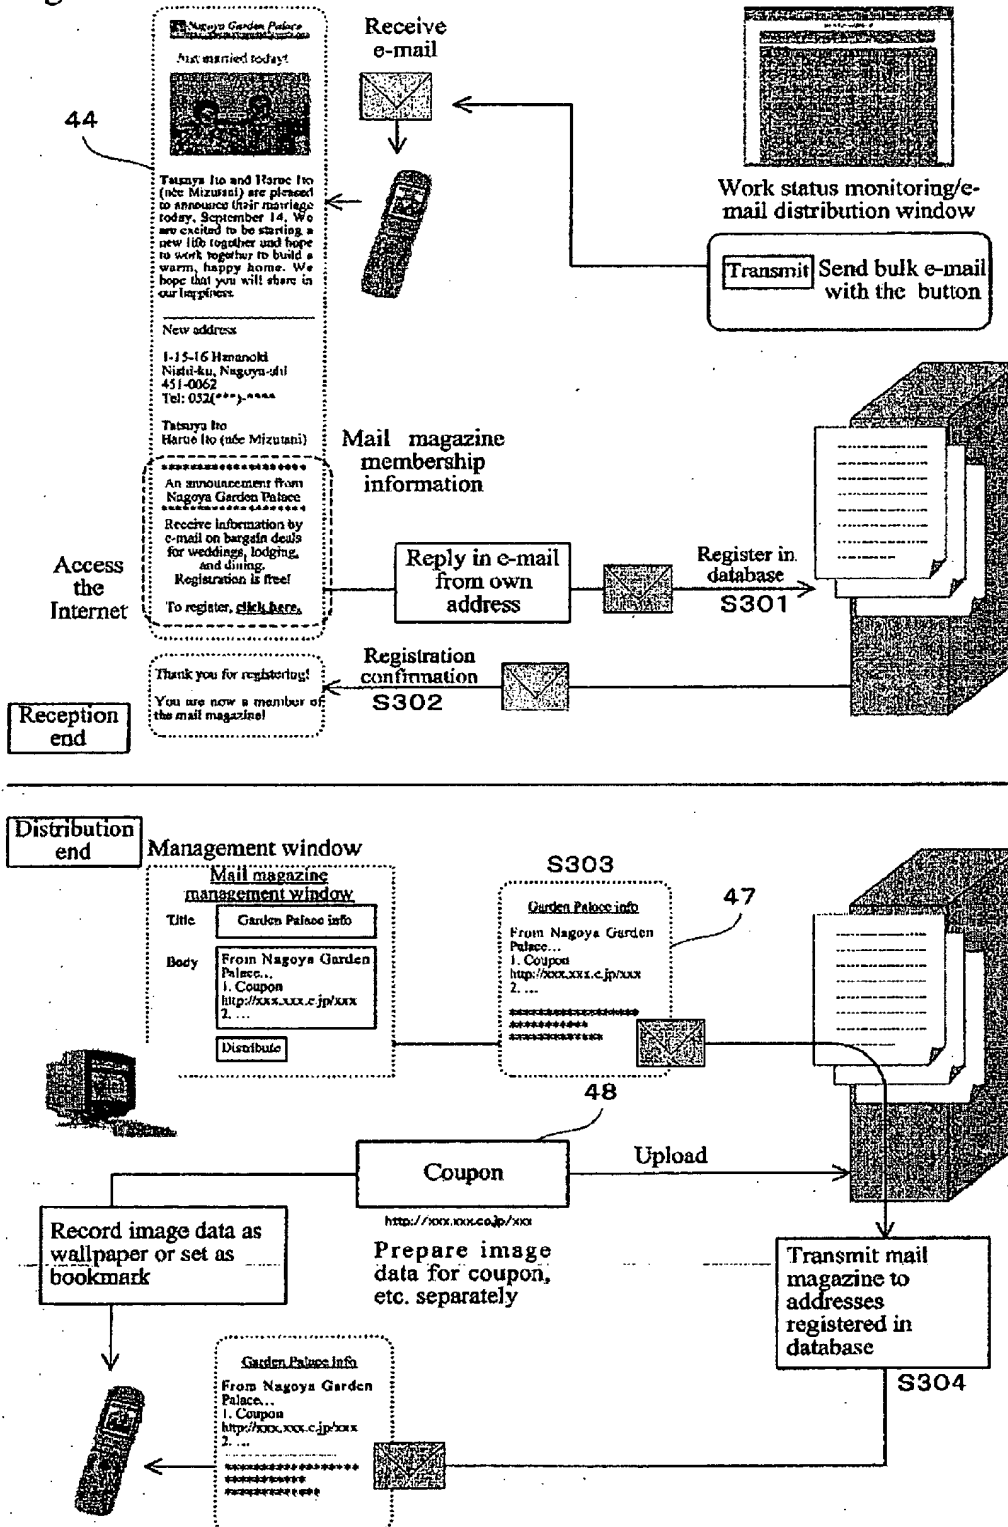 Nagoya Garden Palace
Just married today!
Tatsuya Ito and Harue Ito
(née Mizutani) are pleased
to announce their marriage
today, September 14. We
are excited to be starting a
new life together and hope
to work together to build a
warm, happy home. We
hope that you will share in
our happiness.
New address
1-15-16 Hananoki
Nishi-ku, Nagoya-shi
451-0062
Tel: 052(***)-****
Tatsuya Ito
Harue Ito (née Mizutani)
********************
An announcement from
Nagoya Garden Palace
********************
Receive information by
e-mail on bargain deals
for weddings, lodging,
and dining.
Registration is free!
To register, click here.
44
Receive
e-mail
Work status monitoring/e-
mail distribution window
Transmit
Send bulk e-mail
with the button
Mail magazine
membership
information
Access
the
Internet
Reply in e-mail
from own
address
Register in
database
S301
Registration
confirmation
S302
Thank you for registering!
You are now a member of
the mail magazine!
Reception
end
Distribution
end
Management window
Mail magazine
management window
Title
Garden Palace info
Body
From Nagoya Garden
Palace...
1. Coupon
http://xxx.xxx.c.jp/xxx
2. ...
Distribute
S303
47
Garden Palace info
From Nagoya Garden
Palace...
1. Coupon
http://xxx.xxx.c.jp/xxx
2. ...
*******************
***********
*************
48
Coupon
Upload
http://xxx.xxx.co.jp/xxx
Prepare image
data for coupon,
etc. separately
Record image data as
wallpaper or set as
bookmark
Transmit mail
magazine to
addresses
registered in
database
S304
Garden Palace info
From Nagoya Garden
Palace...
1. Coupon
http://xxx.xxx.c.jp/xxx
2. ...
*******************
***********
*************